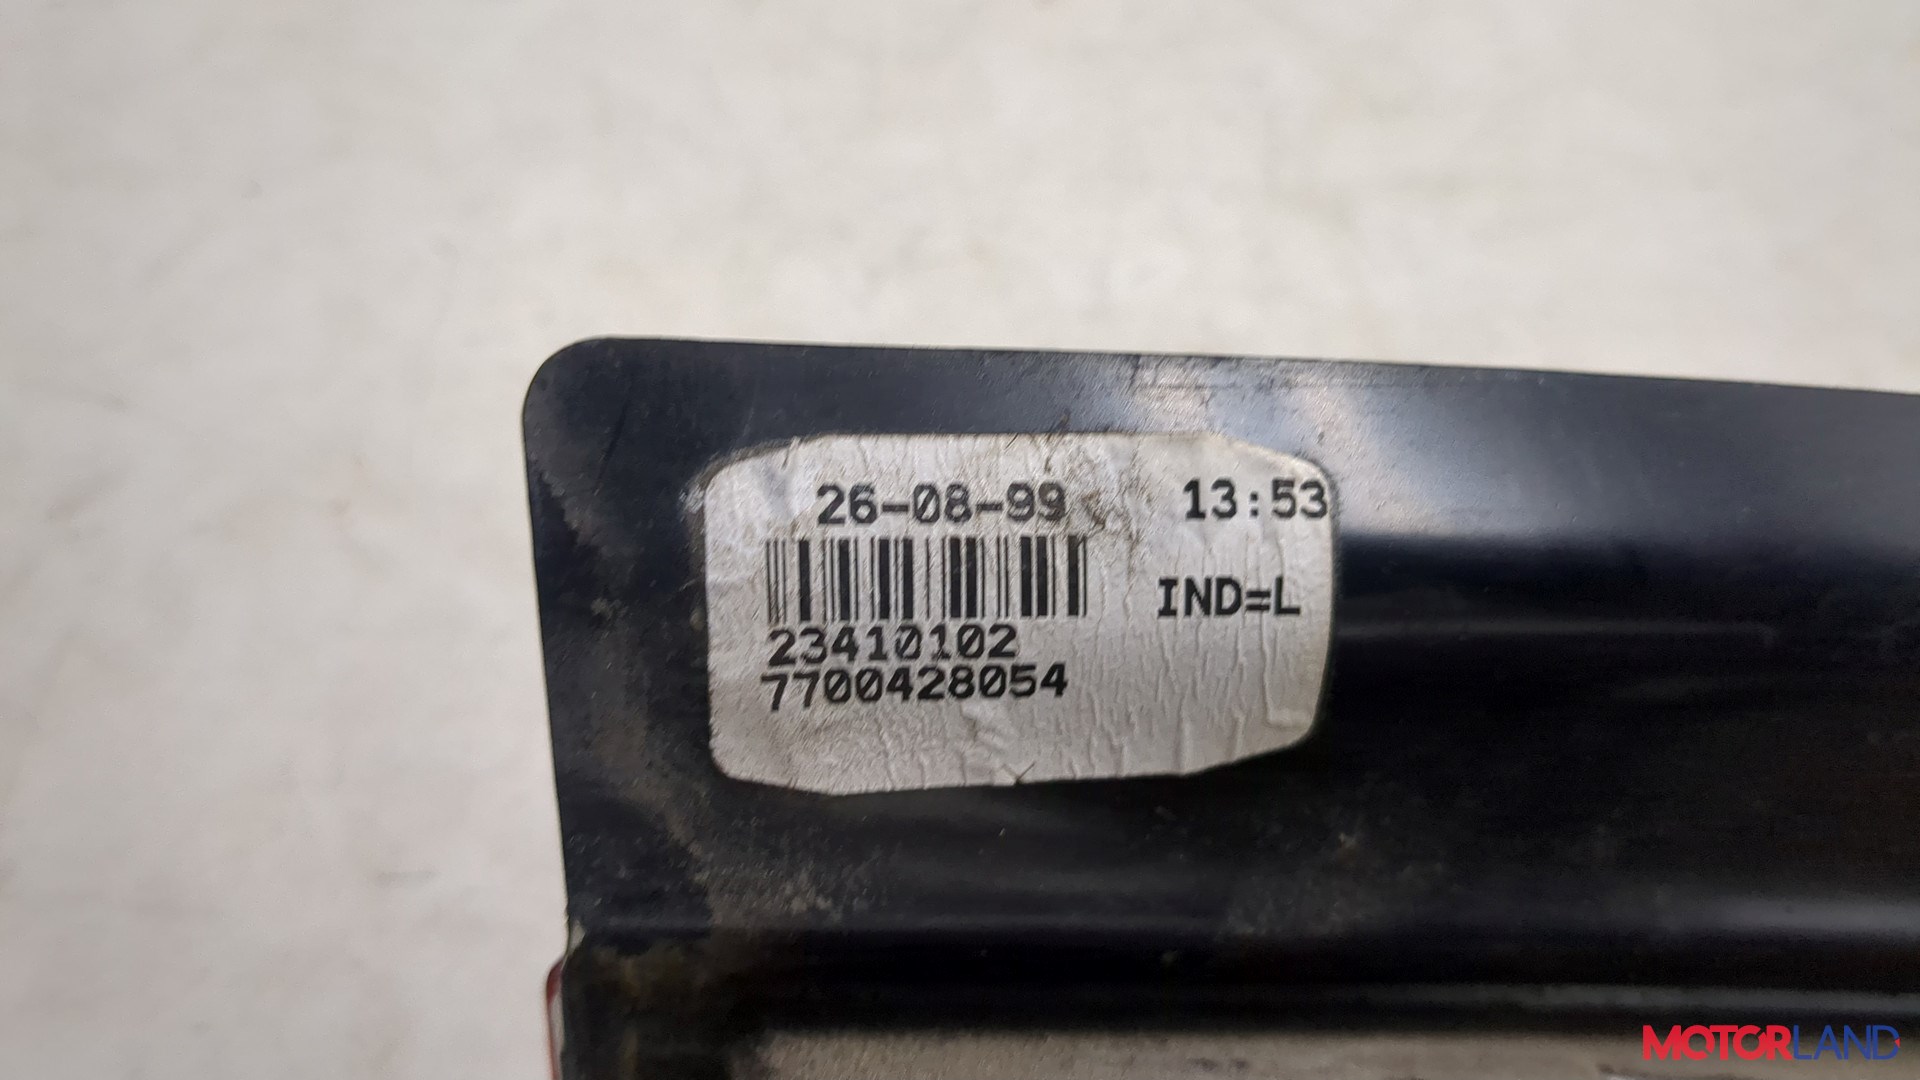 26-08-99 13:53
IND=L
23410102
7700428054
MOTORLAND